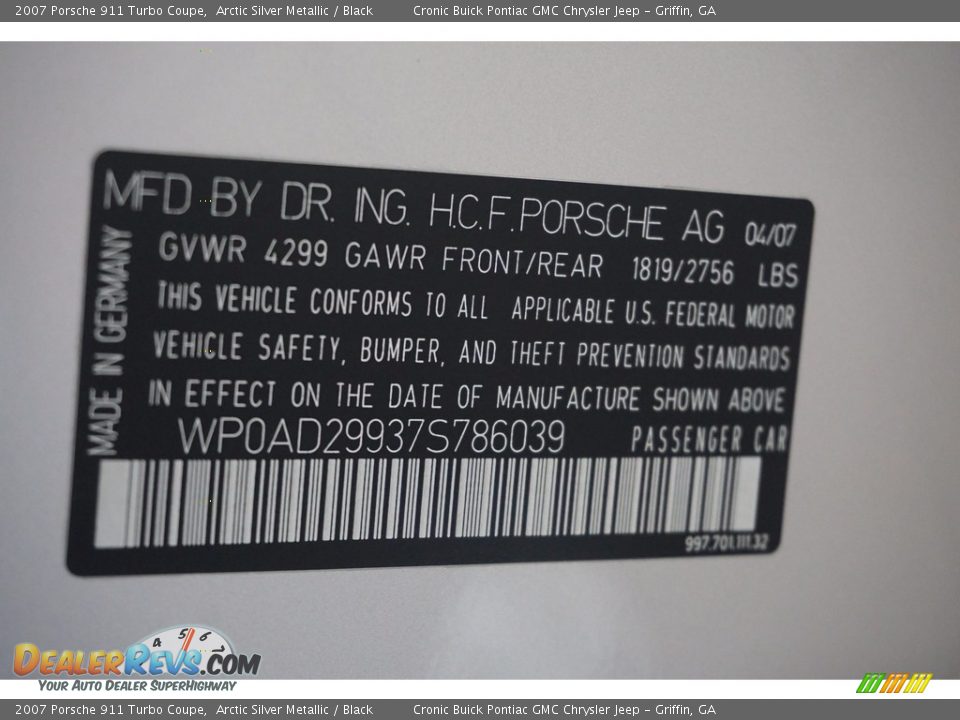 2007 Porsche 911 Turbo Coupe, Arctic Silver Metallic / Black Cronic Buick Pontiac GMC Chrysler Jeep - Griffin, GA
MFD BY DR. ING. H.C.F.PORSCHE AG 04/07
GVWR 4299 GAWR FRONT/REAR 1819/2756 LBS
THIS VEHICLE CONFORMS TO ALL APPLICABLE U.S. FEDERAL MOTOR
VEHICLE SAFETY, BUMPER, AND THEFT PREVENTION STANDARDS
IN EFFECT ON THE DATE OF MANUFACTURE SHOWN ABOVE
WP0AD29937S786039 PASSENGER CAR
MADE IN GERMANY
997.701.111.32
4 5 6 7
DEALERREVS.COM
YOUR AUTO DEALER SUPERHIGHWAY
2007 Porsche 911 Turbo Coupe, Arctic Silver Metallic / Black Cronic Buick Pontiac GMC Chrysler Jeep - Griffin, GA